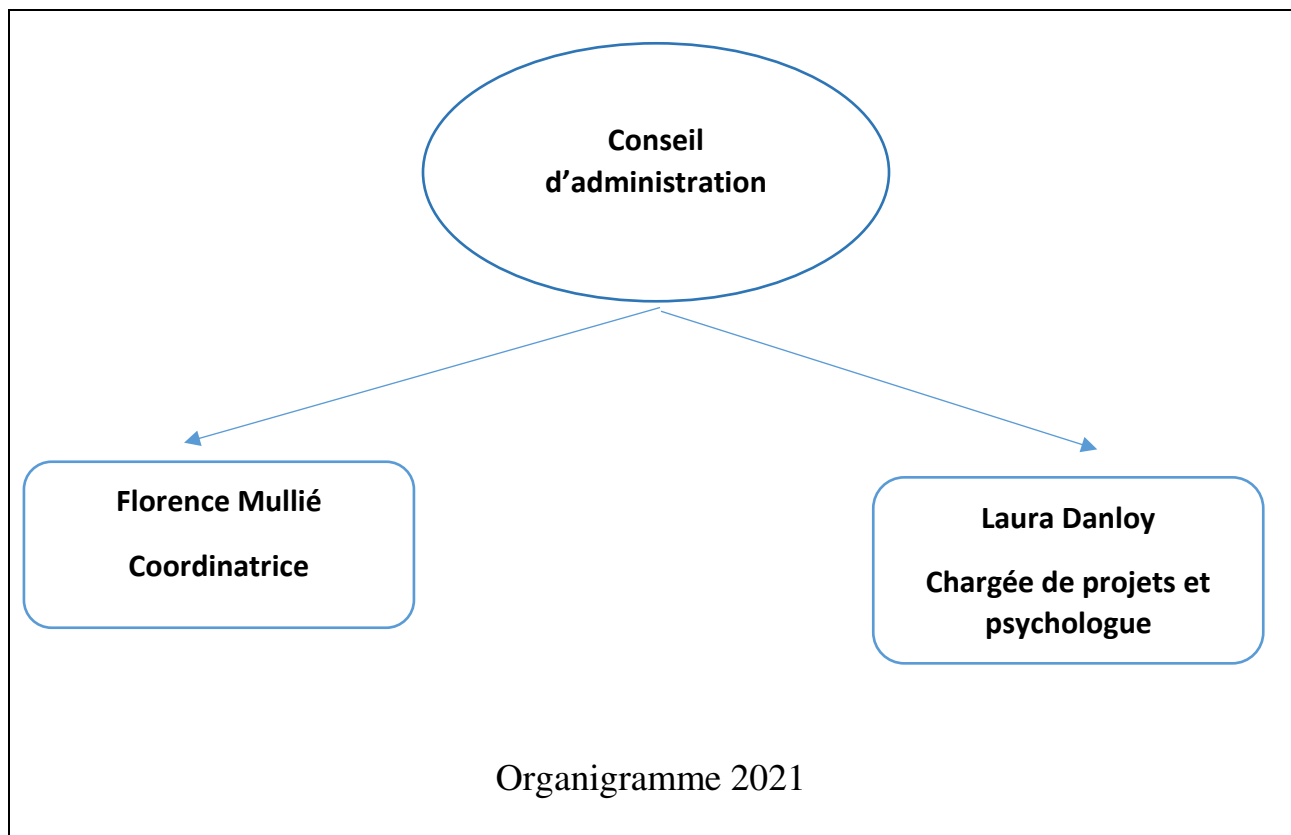 Conseil
d’administration
Florence Mullié
Coordinatrice
Laura Danloy
Chargée de projets et
psychologue
Organigramme 2021